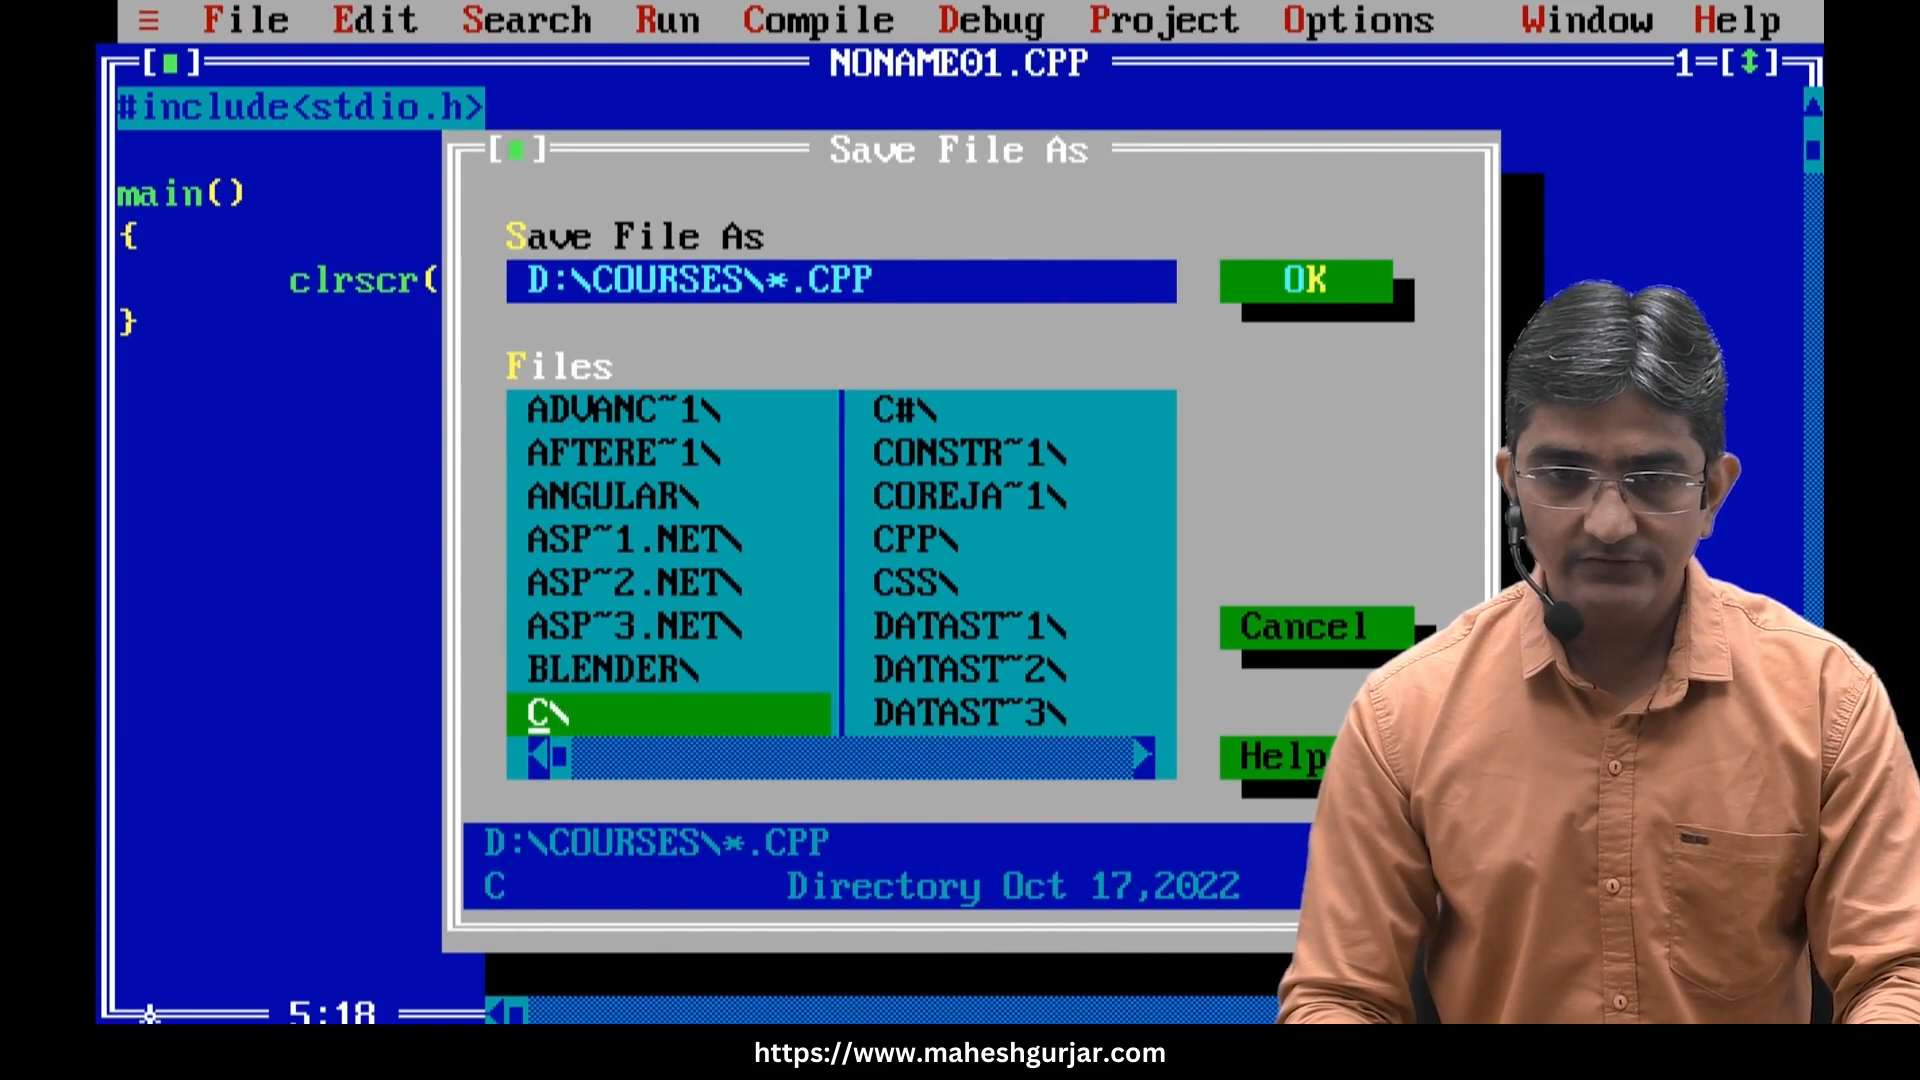 ≡ File Edit Search Run Compile Debug Project Options Window Help
[■] NONAME01.CPP 1=[↕]
#include<stdio.h>
main()
{
clrscr(
}
[■] Save File As
Save File As
D:\COURSES\*.CPP
OK
Files
ADVANC~1\ C#\
AFTERE~1\ CONSTR~1\
ANGULAR\ COREJA~1\
ASP~1.NET\ CPP\
ASP~2.NET\ CSS\
ASP~3.NET\ DATAST~1\
BLENDER\ DATAST~2\
C\ DATAST~3\
Cancel
Help
D:\COURSES\*.CPP
C Directory Oct 17,2022
5:18
https://www.maheshgurjar.com